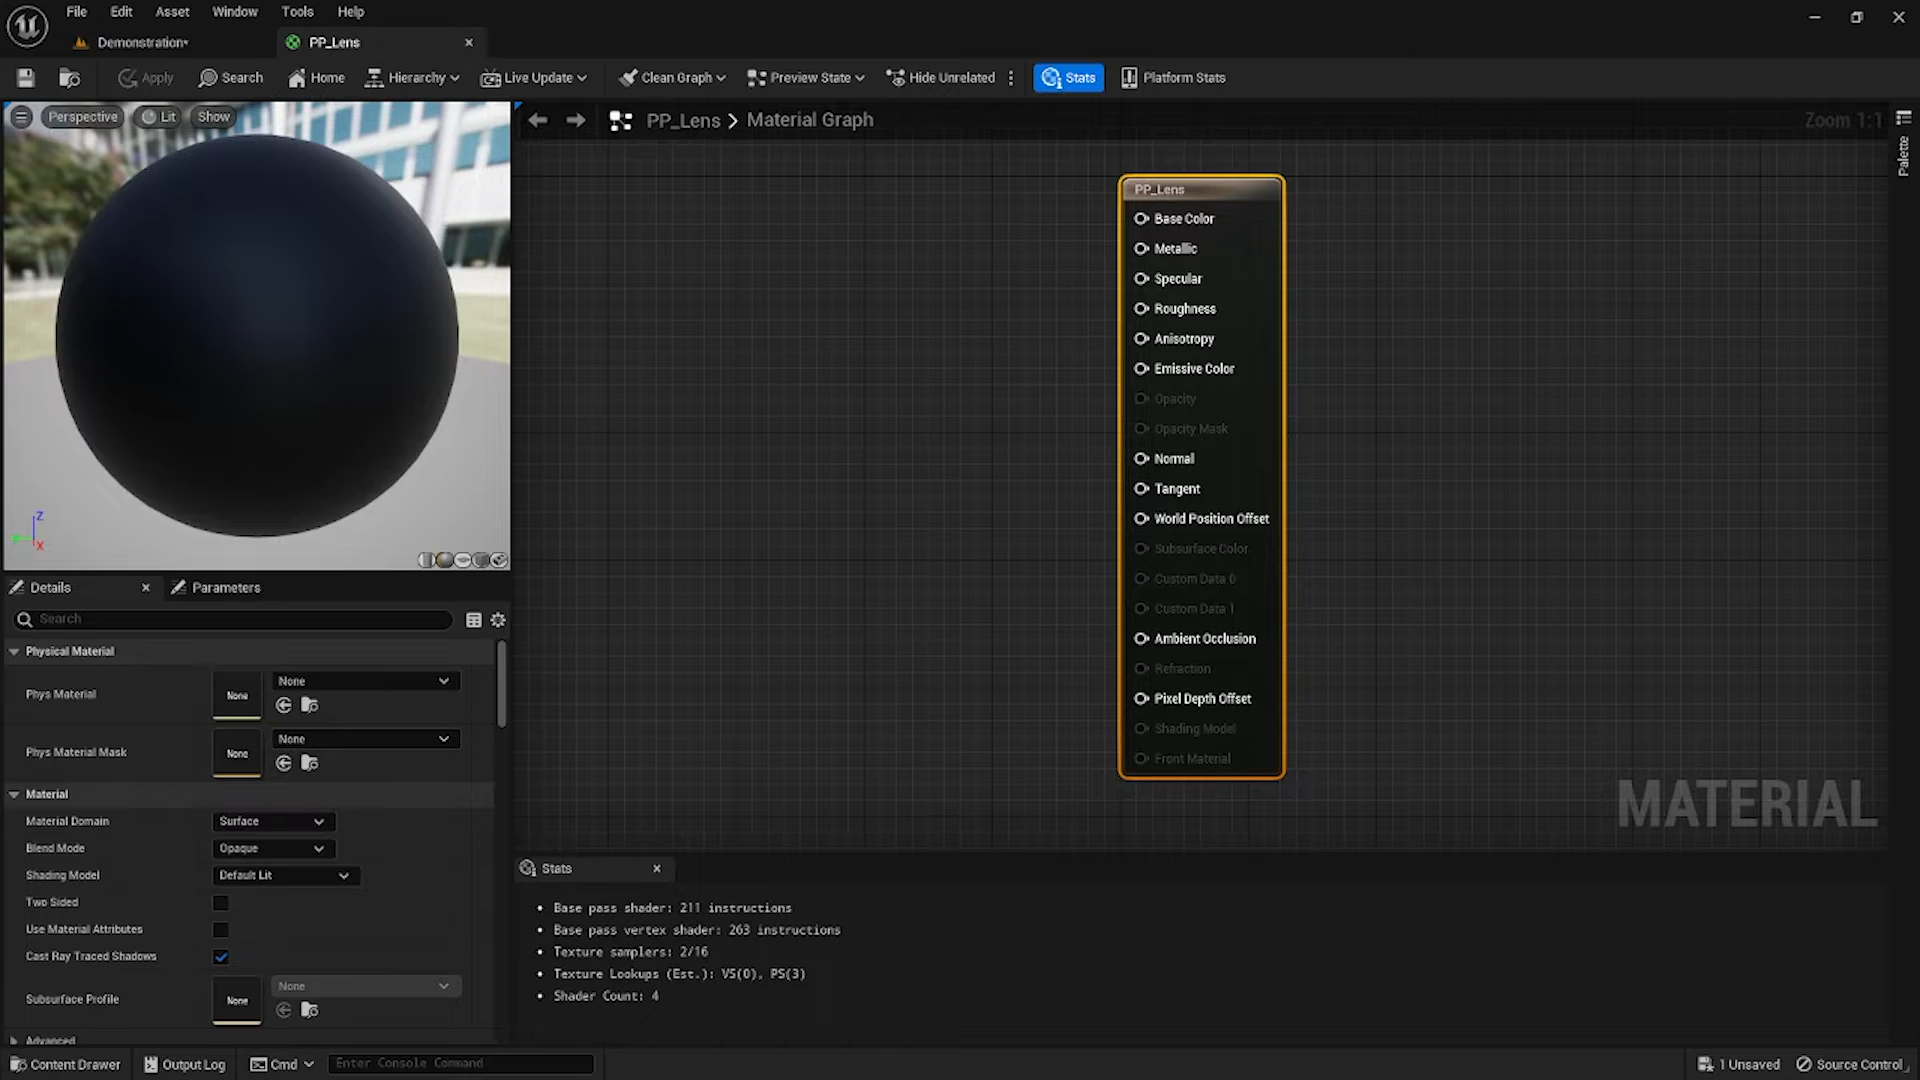 File Edit Asset Window Tools Help
Demonstration* PP_Lens
Apply Search Home Hierarchy Live Update Clean Graph Preview State Hide Unrelated Stats Platform Stats
Perspective Lit Show
PP_Lens > Material Graph Zoom 1:1
Palette
PP_Lens
Base Color
Metallic
Specular
Roughness
Anisotropy
Emissive Color
Opacity
Opacity Mask
Normal
Tangent
World Position Offset
Subsurface Color
Custom Data 0
Custom Data 1
Ambient Occlusion
Refraction
Pixel Depth Offset
Shading Model
Front Material
MATERIAL
Z
X
Details Parameters
Search
Physical Material
Phys Material None None
Phys Material Mask None None
Material
Material Domain Surface
Blend Mode Opaque
Shading Model Default Lit
Two Sided
Use Material Attributes
Cast Ray Traced Shadows
Subsurface Profile None None
Advanced
Stats
• Base pass shader: 211 instructions
• Base pass vertex shader: 263 instructions
• Texture samplers: 2/16
• Texture Lookups (Est.): VS(0), PS(3)
• Shader Count: 4
Content Drawer Output Log Cmd Enter Console Command 1 Unsaved Source Control